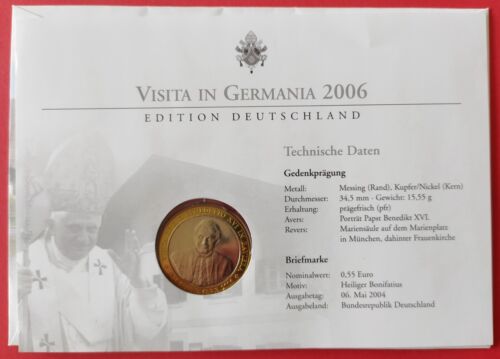 VISITA IN GERMANIA 2006
EDITION DEUTSCHLAND
Technische Daten
Gedenkprägung
Metall: Messing (Rand), Kupfer/Nickel (Kern)
Durchmesser: 34,5 mm - Gewicht: 15,55 g
Erhaltung: prägefrisch (pfr)
Avers: Porträt Papst Benedikt XVI.
Revers: Mariensäule auf dem Marienplatz
in München, dahinter Frauenkirche
Briefmarke
Nominalwert: 0,55 Euro
Motiv: Heiliger Bonifatius
Ausgabetag: 06. Mai 2004
Ausgabeland: Bundesrepublik Deutschland